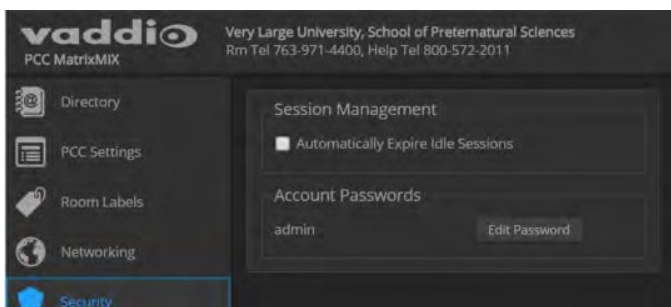 vaddio
PCC MatrixMIX
Very Large University, School of Preternatural Sciences
Rm Tel 763-971-4400, Help Tel 800-572-2011
Directory
PCC Settings
Room Labels
Networking
Security
Session Management
Automatically Expire Idle Sessions
Account Passwords
admin
Edit Password